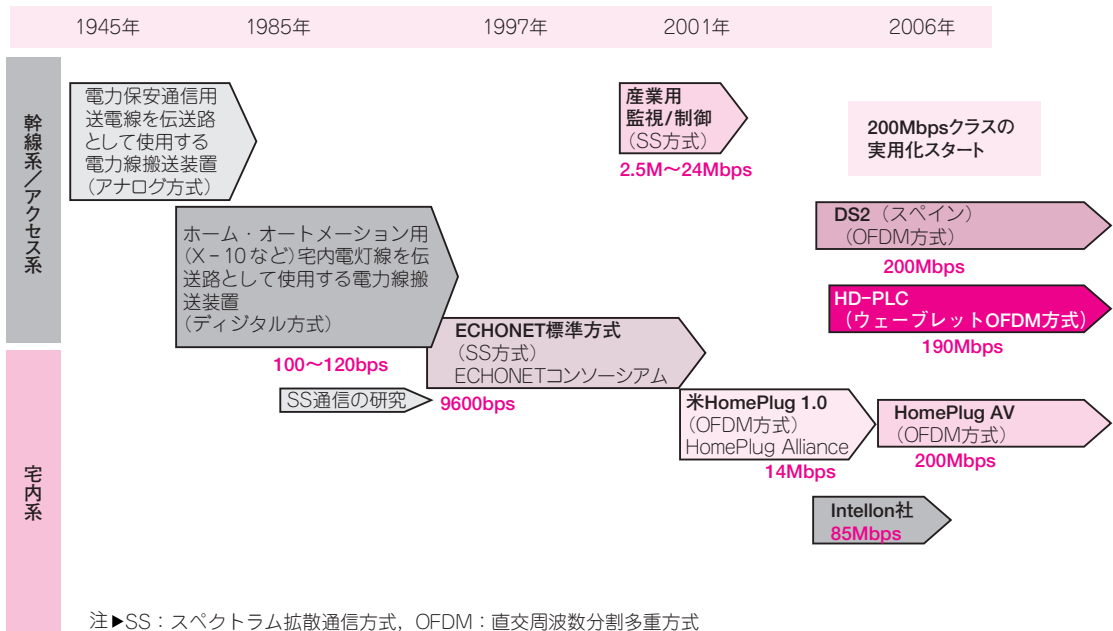 1945年
1985年
1997年
2001年
2006年
幹線系／アクセス系
電力保安通信用
送電線を伝送路
として使用する
電力線搬送装置
（アナログ方式）
産業用
監視/制御
（SS方式）
2.5M～24Mbps
200Mbpsクラスの
実用化スタート
ホーム・オートメーション用
（X－10など）宅内電灯線を伝
送路として使用する電力線搬
送装置
（ディジタル方式）
100～120bps
DS2（スペイン）
（OFDM方式）
200Mbps
HD-PLC
（ウェーブレットOFDM方式）
190Mbps
宅内系
ECHONET標準方式
（SS方式）
ECHONETコンソーシアム
9600bps
SS通信の研究
米HomePlug 1.0
（OFDM方式）
HomePlug Alliance
14Mbps
HomePlug AV
（OFDM方式）
200Mbps
Intellon社
85Mbps
注▶SS：スペクトラム拡散通信方式，OFDM：直交周波数分割多重方式